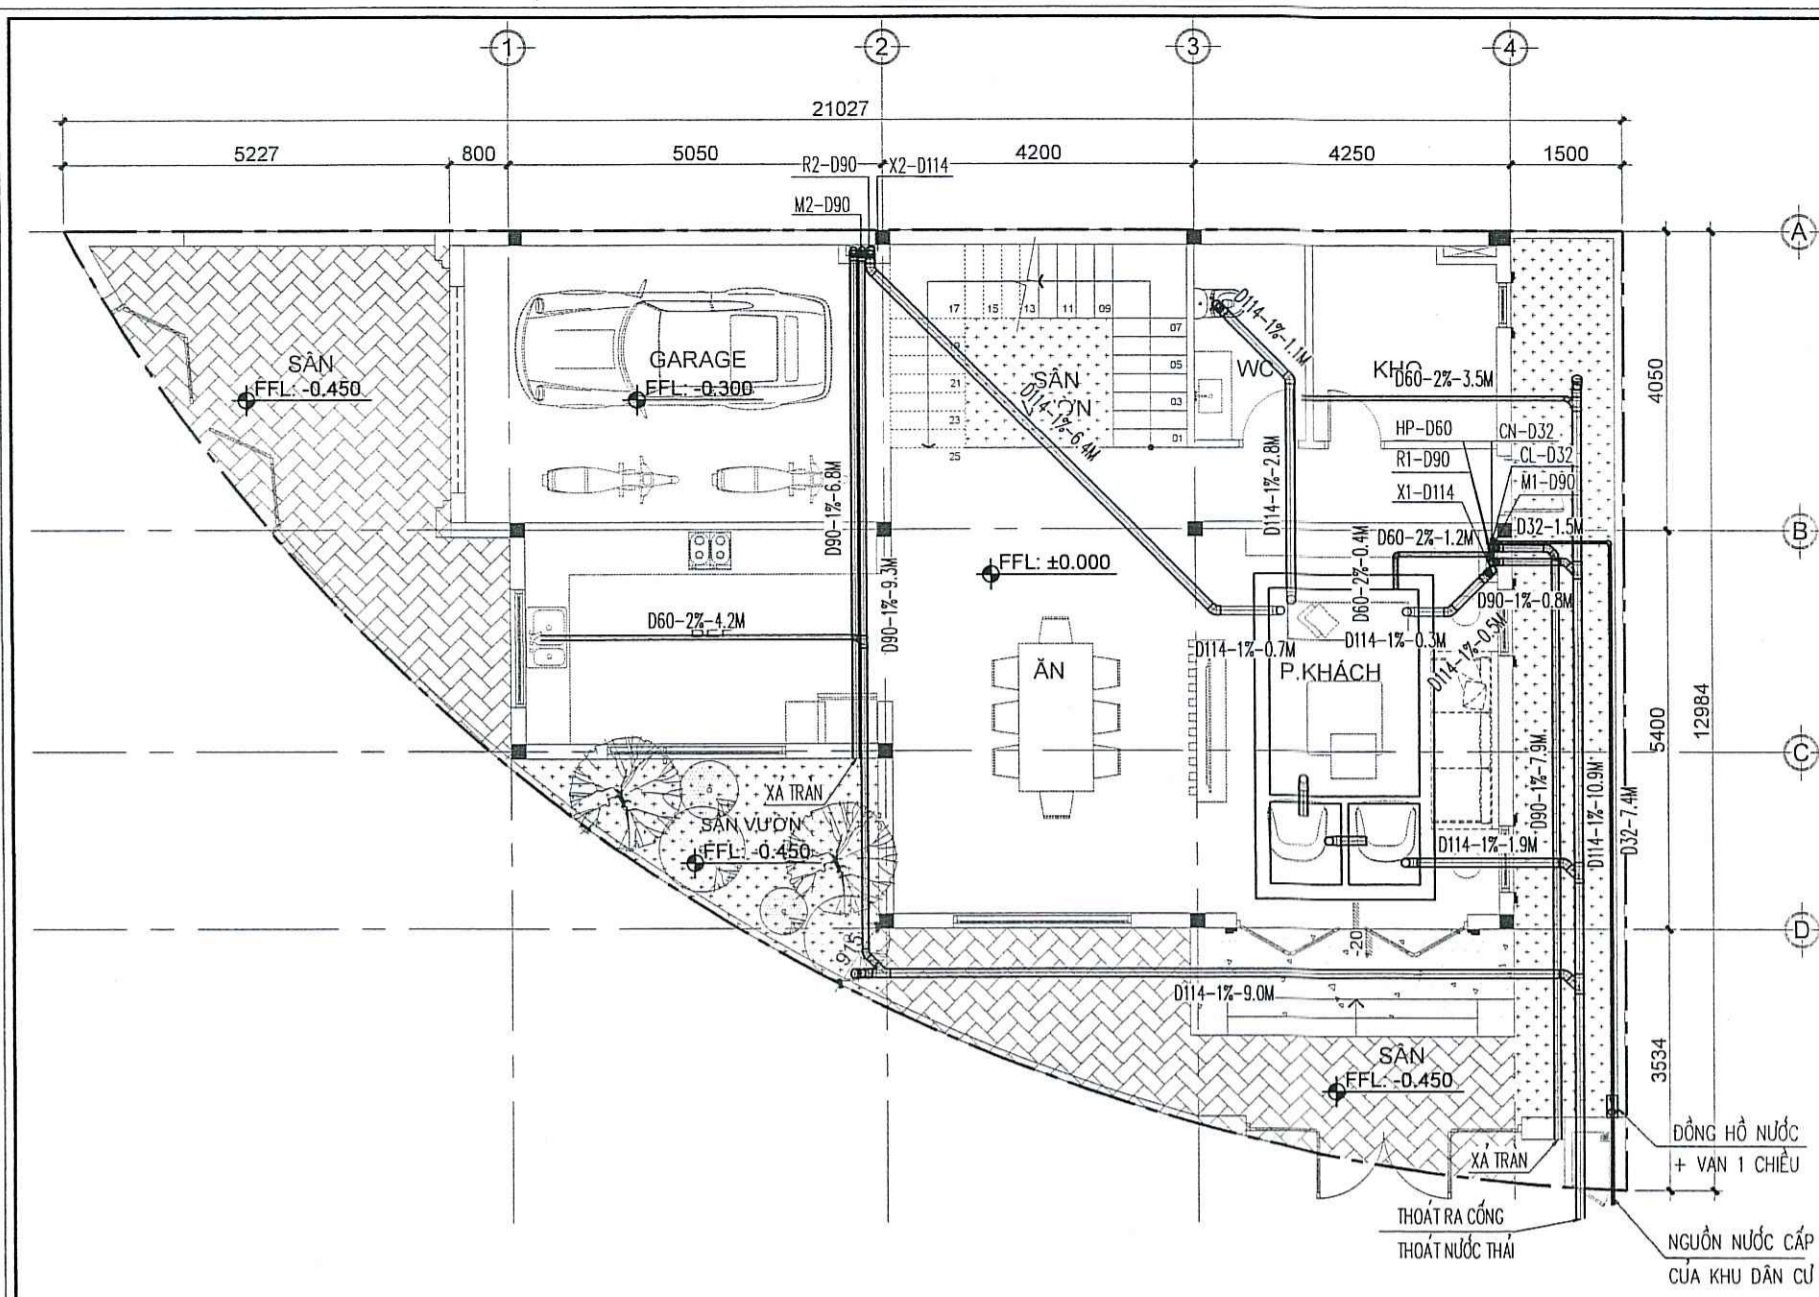 1
2
3
4
21027
5227
800
5050
4200
4250
1500
R2-D90
X2-D114
M2-D90
A
SÂN
FFL: -0.450
GARAGE
FFL: -0.300
17
15
13
11
09
07
05
03
01
19
21
23
25
SÂN
D114-1%-6.4M
WC
D114-1%-1.1M
KHO
D60-2%-3.5M
4050
HP-D60
CN-D32
R1-D90
CL-D32
X1-D114
M1-D90
D90-1%-6.8M
D114-1%-2.8M
D60-2%-1.2M
D32-1.5M
B
FFL: ±0.000
D60-2%-0.4M
D90-1%-0.8M
D90-1%-9.3M
D60-2%-4.2M
D114-1%-0.7M
D114-1%-0.3M
D114-1%-0.5M
ĂN
P.KHÁCH
5400
12984
C
D90-1%-7.9M
D114-1%-10.9M
D32-7.4M
XẢ TRÀN
SÂN VƯỜN
FFL: -0.450
D114-1%-1.9M
D
-20
D114-1%-9.0M
SÂN
FFL: -0.450
3534
ĐỒNG HỒ NƯỚC
+ VAN 1 CHIỀU
XẢ TRÀN
THOÁT RA CỐNG
THOÁT NƯỚC THẢI
NGUỒN NƯỚC CẤP
CỦA KHU DÂN CƯ